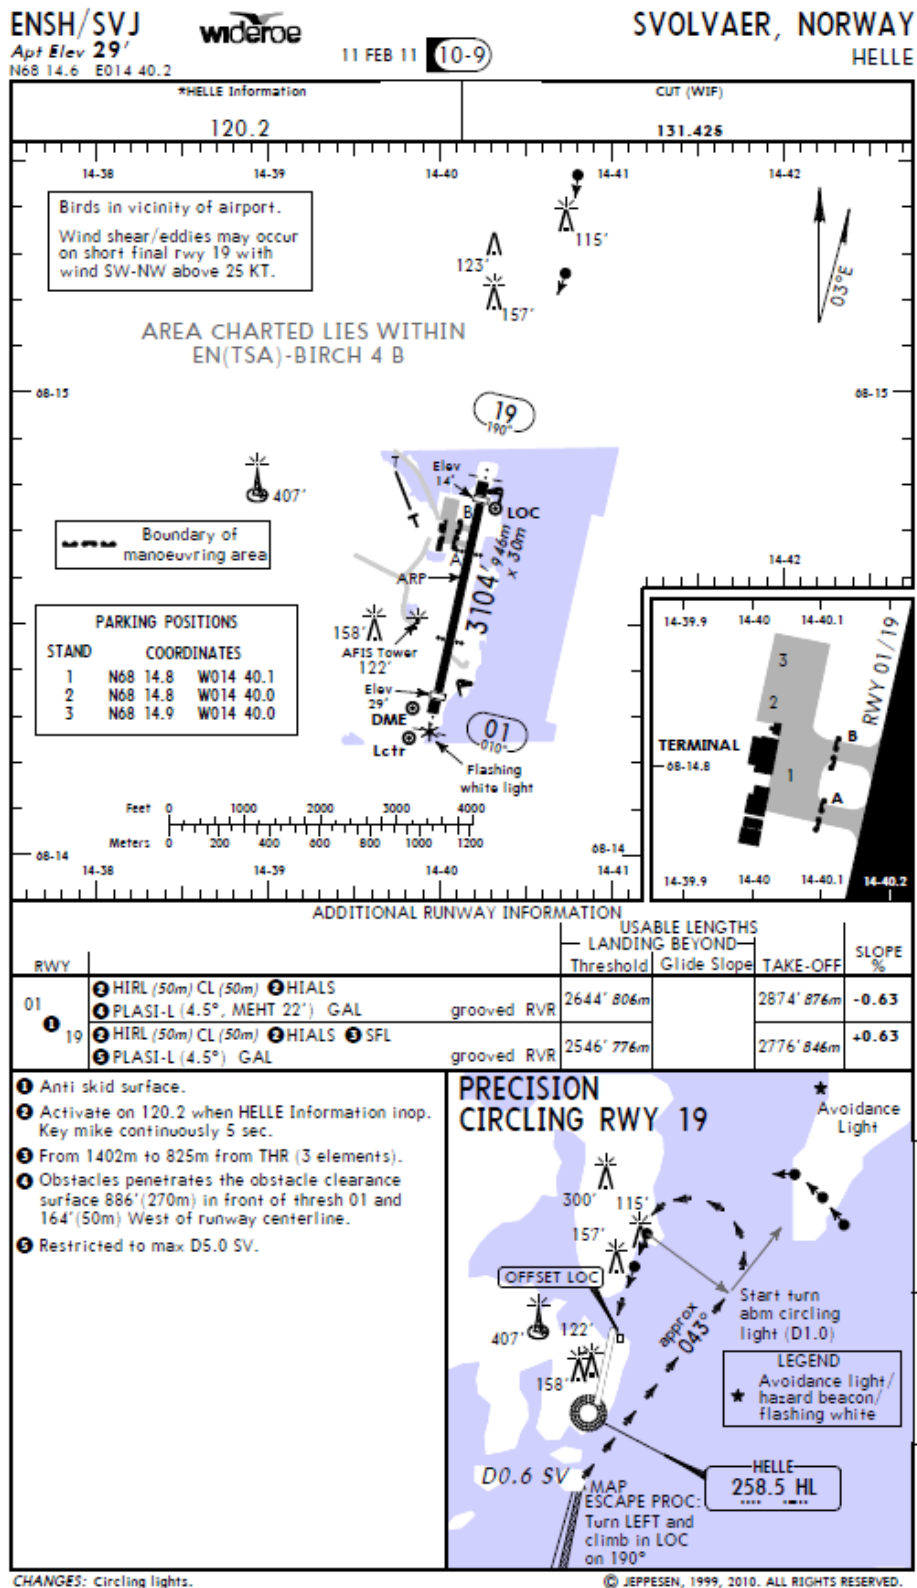 ENSH/SVJ
Apt Elev 29'
N68 14.6 E014 40.2
widerøe
11 FEB 11
10-9
SVOLVAER, NORWAY
HELLE
*HELLE Information
120.2
CUT (WIF)
131.425
14-38 14-39 14-40 14-41 14-42
Birds in vicinity of airport.
Wind shear/eddies may occur
on short final rwy 19 with
wind SW-NW above 25 KT.
115'
123'
157'
03°E
AREA CHARTED LIES WITHIN
EN(TSA)-BIRCH 4 B
68-15 68-15
19
190°
T
Elev
14'
407'
B
LOC
Boundary of
manoeuvring area
A
ARP
3104' 946m
x 30m
T
14-42
PARKING POSITIONS
STAND COORDINATES
1 N68 14.8 W014 40.1
2 N68 14.8 W014 40.0
3 N68 14.9 W014 40.0
158'
AFIS Tower
122'
Elev
29'
DME
Lctr
01
010°
Flashing
white light
14-39.9 14-40 14-40.1
3
2
RWY 01/19
TERMINAL
68-14.8
B
1
A
14-39.9 14-40 14-40.1 14-40.2
Feet 0 1000 2000 3000 4000
Meters 0 200 400 600 800 1000 1200
68-14 68-14
14-38 14-39 14-40 14-41
ADDITIONAL RUNWAY INFORMATION
USABLE LENGTHS
LANDING BEYOND
RWY Threshold Glide Slope TAKE-OFF SLOPE
%
01 ❷ HIRL (50m) CL (50m) ❷ HIALS
❹ PLASI-L (4.5°, MEHT 22') GAL grooved RVR 2644' 806m 2874' 876m -0.63
❶
19 ❷ HIRL (50m) CL (50m) ❷ HIALS ❸ SFL
❺ PLASI-L (4.5°) GAL grooved RVR 2546' 776m 2776' 846m +0.63
❶ Anti skid surface.
❷ Activate on 120.2 when HELLE Information inop.
Key mike continuously 5 sec.
❸ From 1402m to 825m from THR (3 elements).
❹ Obstacles penetrates the obstacle clearance
surface 886'(270m) in front of thresh 01 and
164'(50m) West of runway centerline.
❺ Restricted to max D5.0 SV.
PRECISION
CIRCLING RWY 19
Avoidance
Light
300'
115'
157'
OFFSET LOC
407'
122'
158'
approx
043°
Start turn
abm circling
light (D1.0)
LEGEND
Avoidance light/
hazard beacon/
flashing white
HELLE
258.5 HL
D0.6 SV
MAP
ESCAPE PROC:
Turn LEFT and
climb in LOC
on 190°
CHANGES: Circling lights.
© JEPPESEN, 1999, 2010. ALL RIGHTS RESERVED.